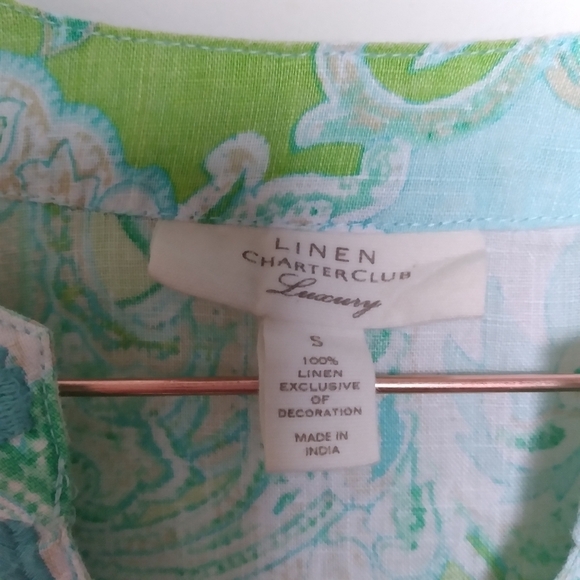 LINEN
CHARTER CLUB
Luxury
S
100%
LINEN
EXCLUSIVE
OF
DECORATION
MADE IN
INDIA